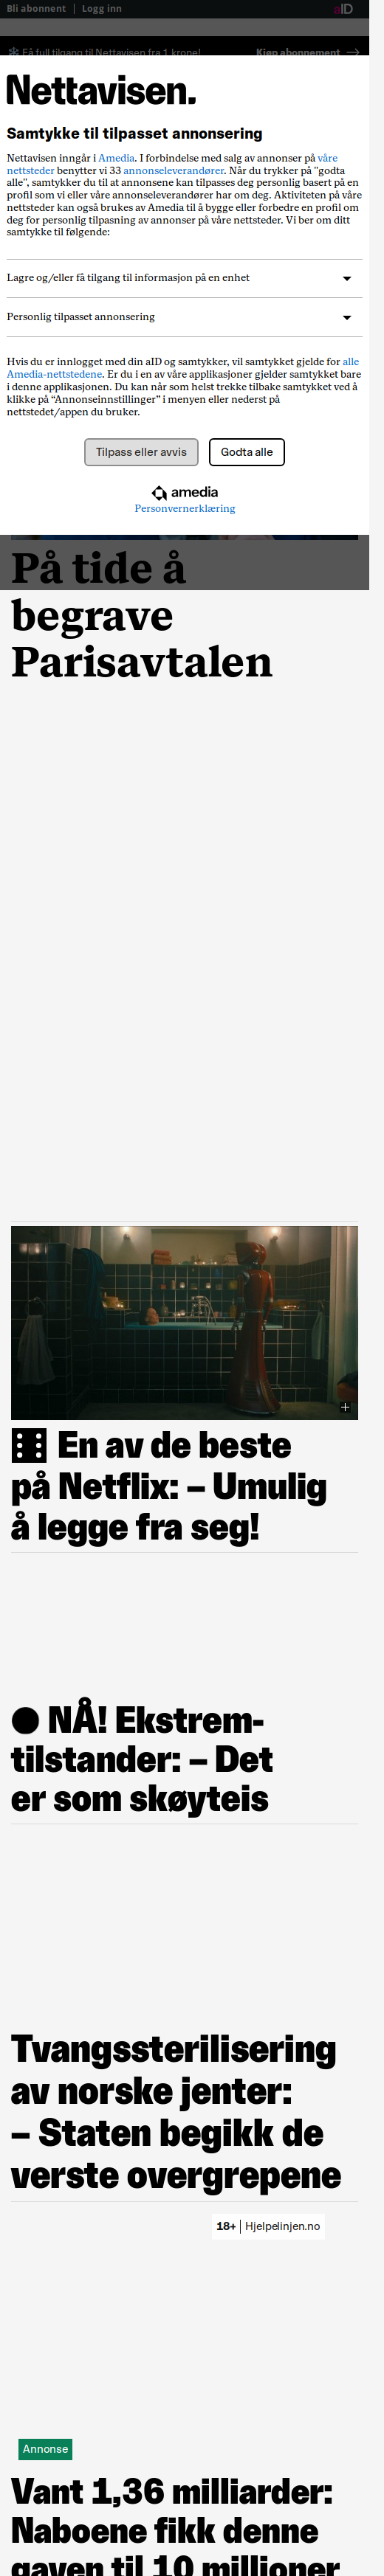 Bli abonnent | Logg inn
aID
Få full tilgang til Nettavisen fra 1 krone!
Kjøp abonnement →
Nettavisen.
Samtykke til tilpasset annonsering
Nettavisen inngår i Amedia. I forbindelse med salg av annonser på våre
nettsteder benytter vi 33 annonseleverandører. Når du trykker på "godta
alle", samtykker du til at annonsene kan tilpasses deg personlig basert på en
profil som vi eller våre annonseleverandører har om deg. Aktiviteten på våre
nettsteder kan også brukes av Amedia til å bygge eller forbedre en profil om
deg for personlig tilpasning av annonser på våre nettsteder. Vi ber om ditt
samtykke til følgende:
Lagre og/eller få tilgang til informasjon på en enhet
Personlig tilpasset annonsering
Hvis du er innlogget med din aID og samtykker, vil samtykket gjelde for alle
Amedia-nettstedene. Er du i en av våre applikasjoner gjelder samtykket bare
i denne applikasjonen. Du kan når som helst trekke tilbake samtykket ved å
klikke på “Annonseinnstillinger” i menyen eller nederst på
nettstedet/appen du bruker.
Tilpass eller avvis
Godta alle
amedia
Personvernerklæring
På tide å
begrave
Parisavtalen
En av de beste
på Netflix: – Umulig
å legge fra seg!
NÅ! Ekstrem-
tilstander: – Det
er som skøyteis
Tvangssterilisering
av norske jenter:
– Staten begikk de
verste overgrepene
18+ | Hjelpelinjen.no
Annonse
Vant 1,36 milliarder:
Naboene fikk denne
gaven til 10 millioner